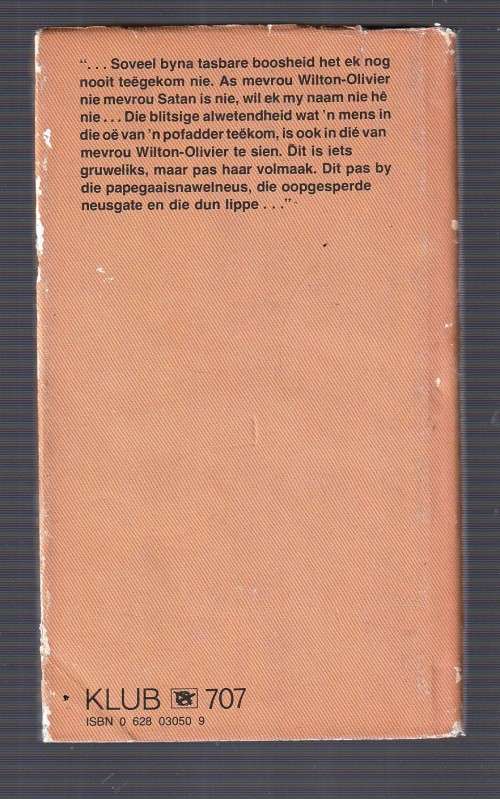 “. . . Soveel byna tasbare boosheid het ek nog
nooit teëgekom nie. As mevrou Wilton-Olivier
nie mevrou Satan is nie, wil ek my naam nie hê
nie . . . Die blitsige alwetendheid wat ’n mens in
die oë van ’n pofadder teëkom, is ook in dié van
mevrou Wilton-Olivier te sien. Dit is iets
gruweliks, maar pas haar volmaak. Dit pas by
die papegaaisnawelneus, die oopgesperde
neusgate en die dun lippe . . .”
KLUB 707
ISBN 0 628 03050 9